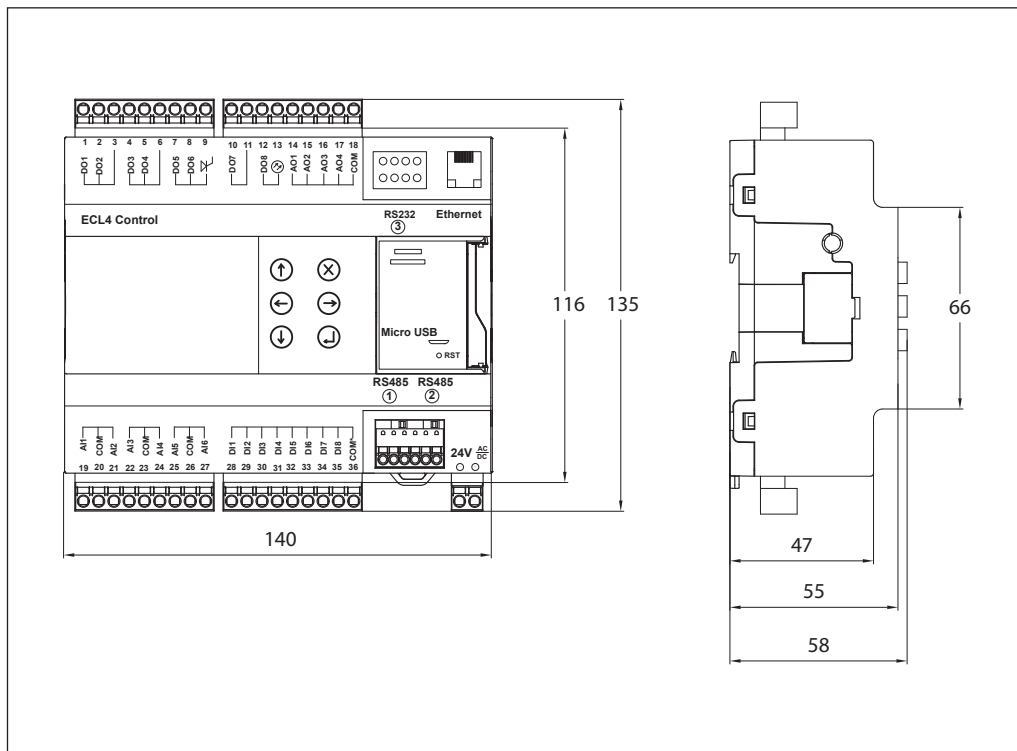 1 2 3 4 5 6 7 8 9 10 11 12 13 14 15 16 17 18
DO1 DO2 DO3 DO4 DO5 DO6 DO7 DO8 AO1 AO2 AO3 AO4 COM
ECL4 Control
RS232 Ethernet
3
116 135 66
Micro USB
RST
RS485 RS485
1 2
AI1 COM AI2 AI3 COM AI4 AI5 COM AI6 DI1 DI2 DI3 DI4 DI5 DI6 DI7 DI8 COM'
24V AC DC
19 20 21 22 23 24 25 26 27 28 29 30 31 32 33 34 35 36
140
47
55
58